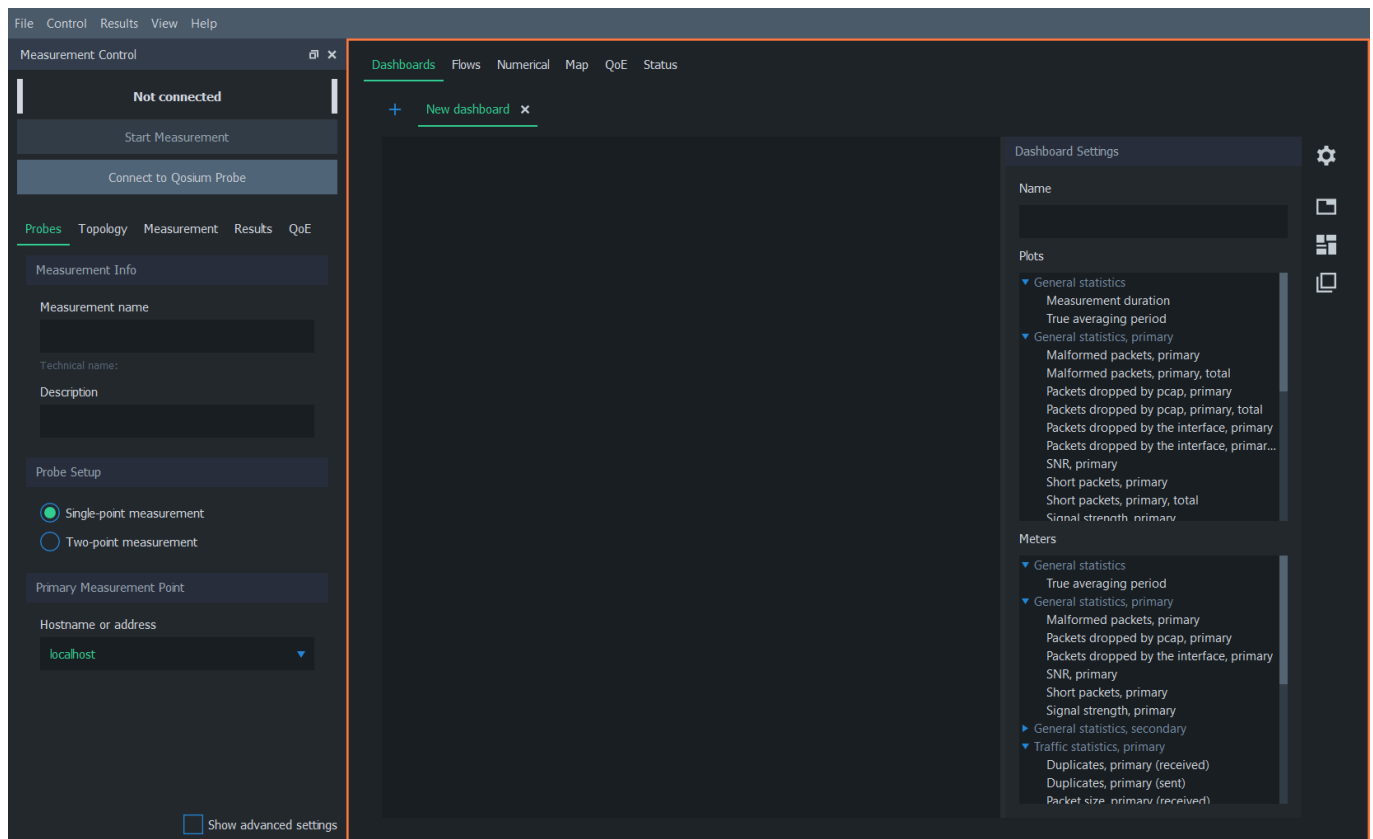 File Control Results View Help
Measurement Control
Not connected
Start Measurement
Connect to Qosium Probe
Probes Topology Measurement Results QoE
Measurement Info
Measurement name
Technical name:
Description
Probe Setup
Single-point measurement
Two-point measurement
Primary Measurement Point
Hostname or address
localhost
Show advanced settings
Dashboards Flows Numerical Map QoE Status
+ New dashboard
Dashboard Settings
Name
Plots
General statistics
Measurement duration
True averaging period
General statistics, primary
Malformed packets, primary
Malformed packets, primary, total
Packets dropped by pcap, primary
Packets dropped by pcap, primary, total
Packets dropped by the interface, primary
Packets dropped by the interface, primar...
SNR, primary
Short packets, primary
Short packets, primary, total
Signal strength, primary
Meters
General statistics
True averaging period
General statistics, primary
Malformed packets, primary
Packets dropped by pcap, primary
Packets dropped by the interface, primary
SNR, primary
Short packets, primary
Signal strength, primary
General statistics, secondary
Traffic statistics, primary
Duplicates, primary (received)
Duplicates, primary (sent)
Packet size, primary (received)